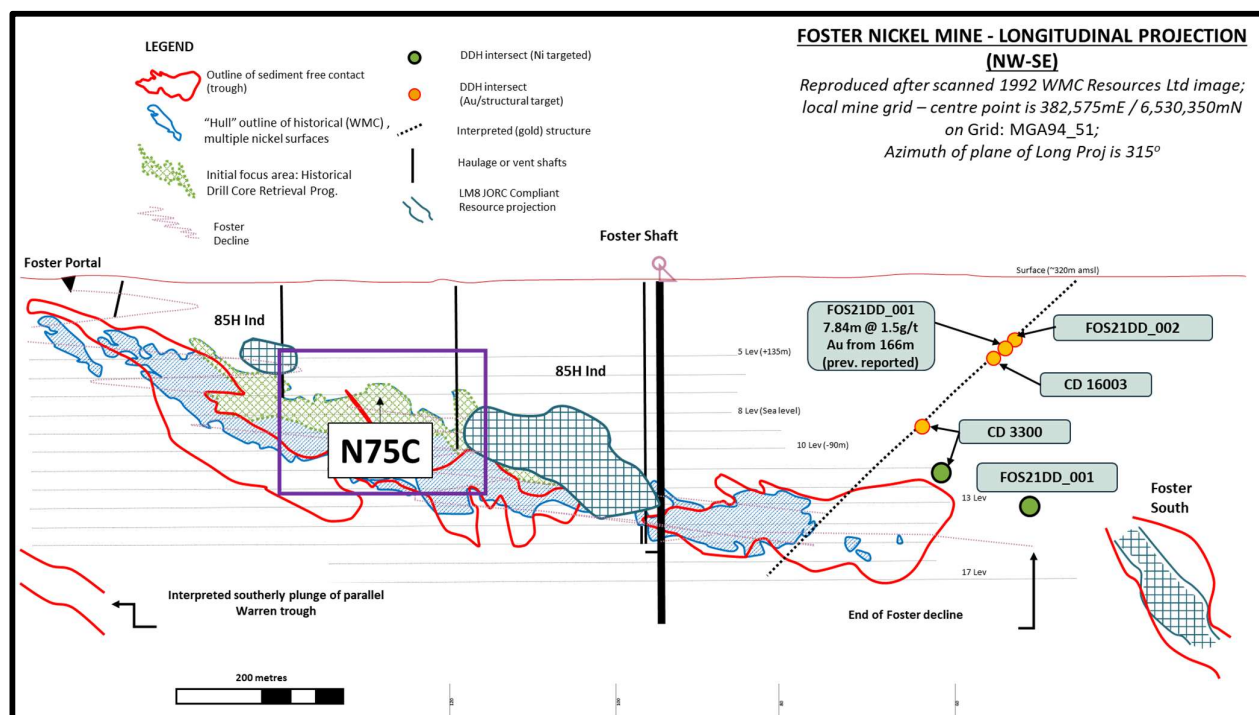 FOSTER NICKEL MINE - LONGITUDINAL PROJECTION
(NW-SE)
Reproduced after scanned 1992 WMC Resources Ltd image;
local mine grid – centre point is 382,575mE / 6,530,350mN
on Grid: MGA94_51;
Azimuth of plane of Long Proj is 315⁰
LEGEND
Outline of sediment free contact
(trough)
"Hull" outline of historical (WMC) ,
multiple nickel surfaces
Initial focus area: Historical
Drill Core Retrieval Prog.
Foster
Decline
DDH intersect (Ni targeted)
DDH intersect
(Au/structural target)
Interpreted (gold) structure
Haulage or vent shafts
LM8 JORC Compliant
Resource projection
Foster Shaft
Foster Portal
Surface (~320m amsl)
85H Ind
FOS21DD_001
7.84m @ 1.5g/t
Au from 166m
(prev. reported)
FOS21DD_002
5 Lev (+135m)
85H Ind
CD 16003
8 Lev (Sea level)
CD 3300
10 Lev (-90m)
N75C
FOS21DD_001
13 Lev
Foster
South
17 Lev
Interpreted southerly plunge of parallel
Warren trough
End of Foster decline
200 metres
120
100
80
60